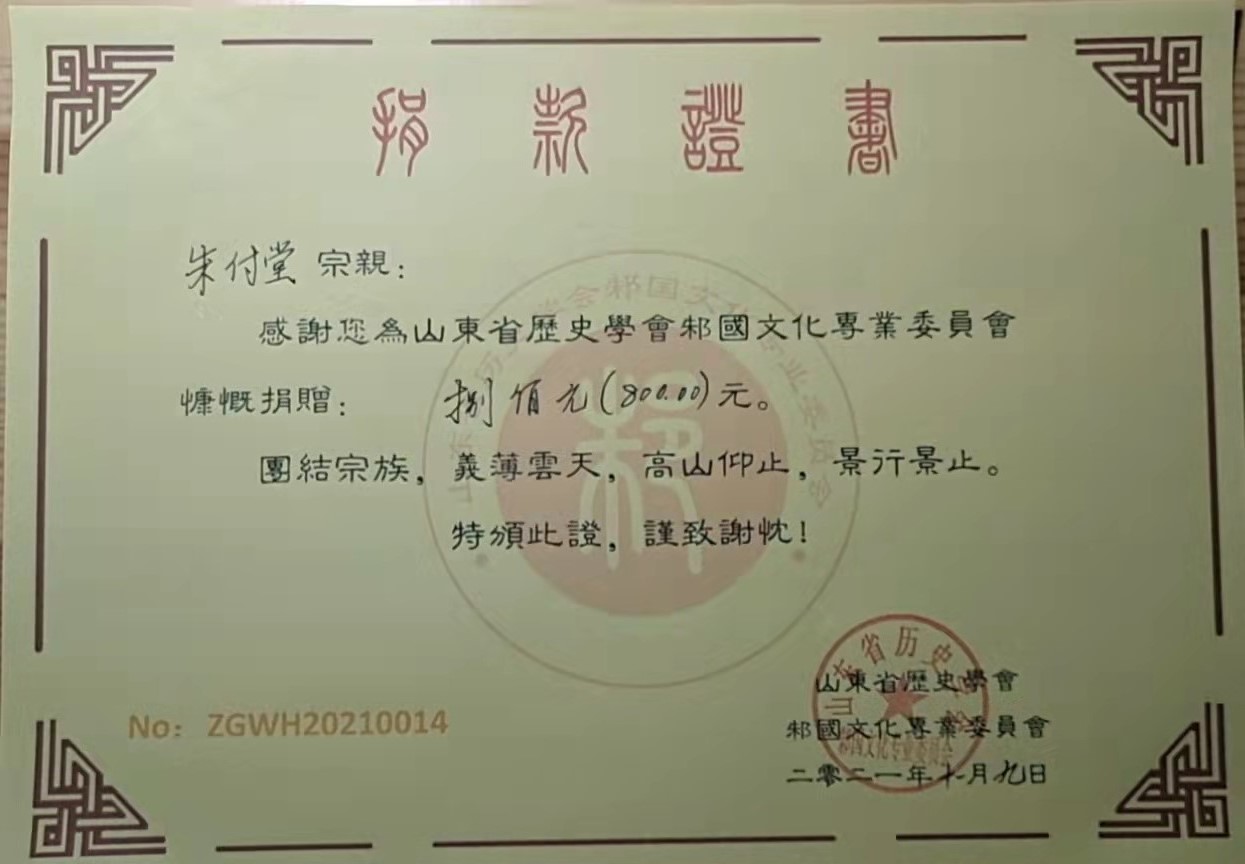 捐款證書
朱付堂 宗親：
感謝您為山東省歷史學會邾國文化專業委員會
慷慨捐贈： 捌佰元(800.00)元。
團結宗族，義薄雲天，高山仰止，景行景止。
特頒此證，謹致謝忱！
山東省歷史學會
邾國文化專業委員會
二零二一年十月九日
No：ZGWH20210014
邾